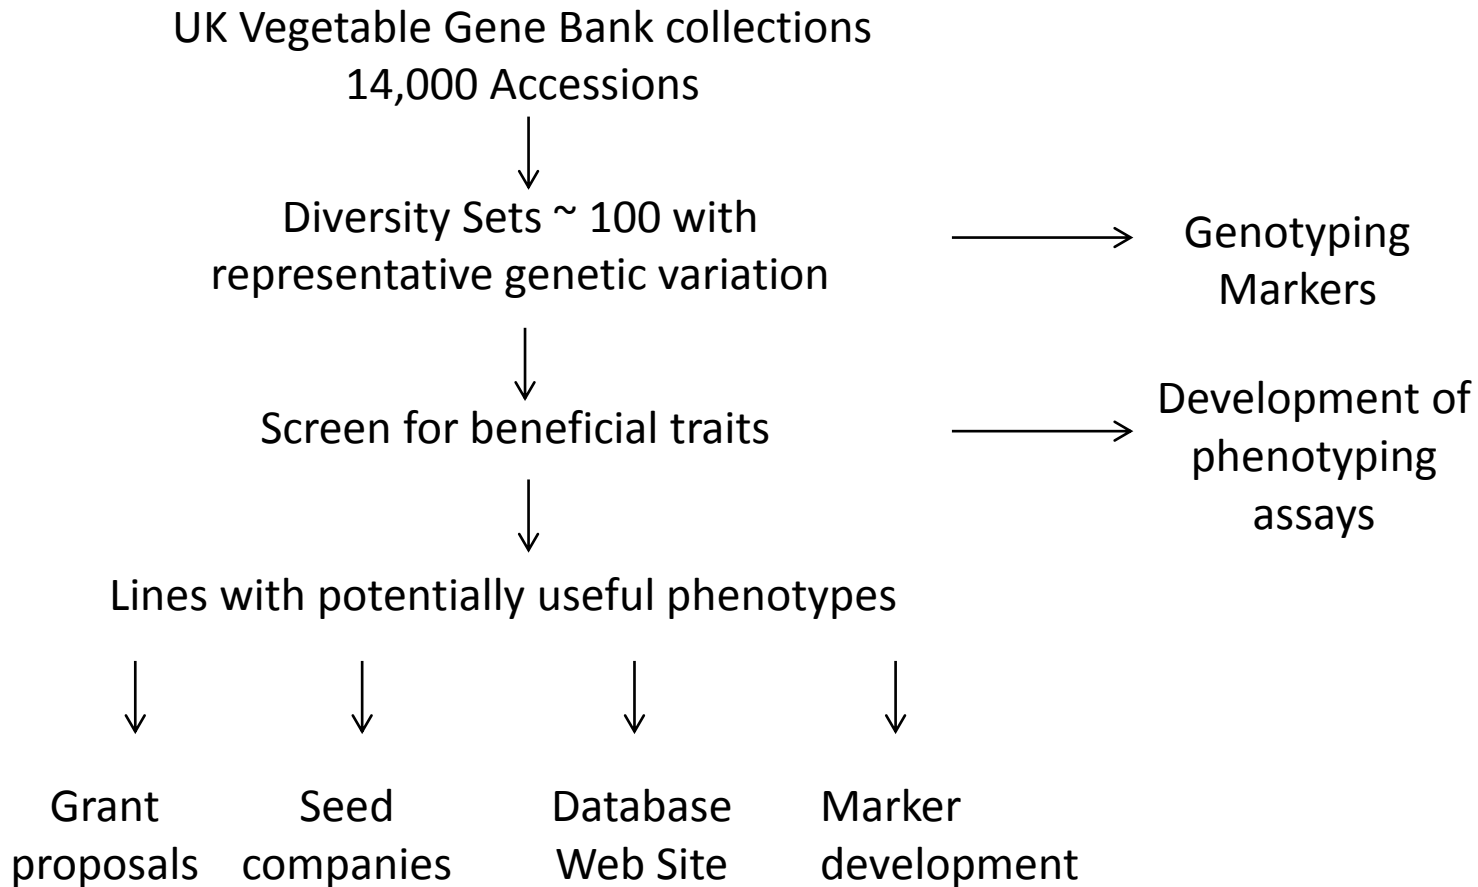 UK Vegetable Gene Bank collections
14,000 Accessions
Diversity Sets ~ 100 with
representative genetic variation
Genotyping
Markers
Screen for beneficial traits
Development of
phenotyping
assays
Lines with potentially useful phenotypes
Grant
proposals
Seed
companies
Database
Web Site
Marker
development